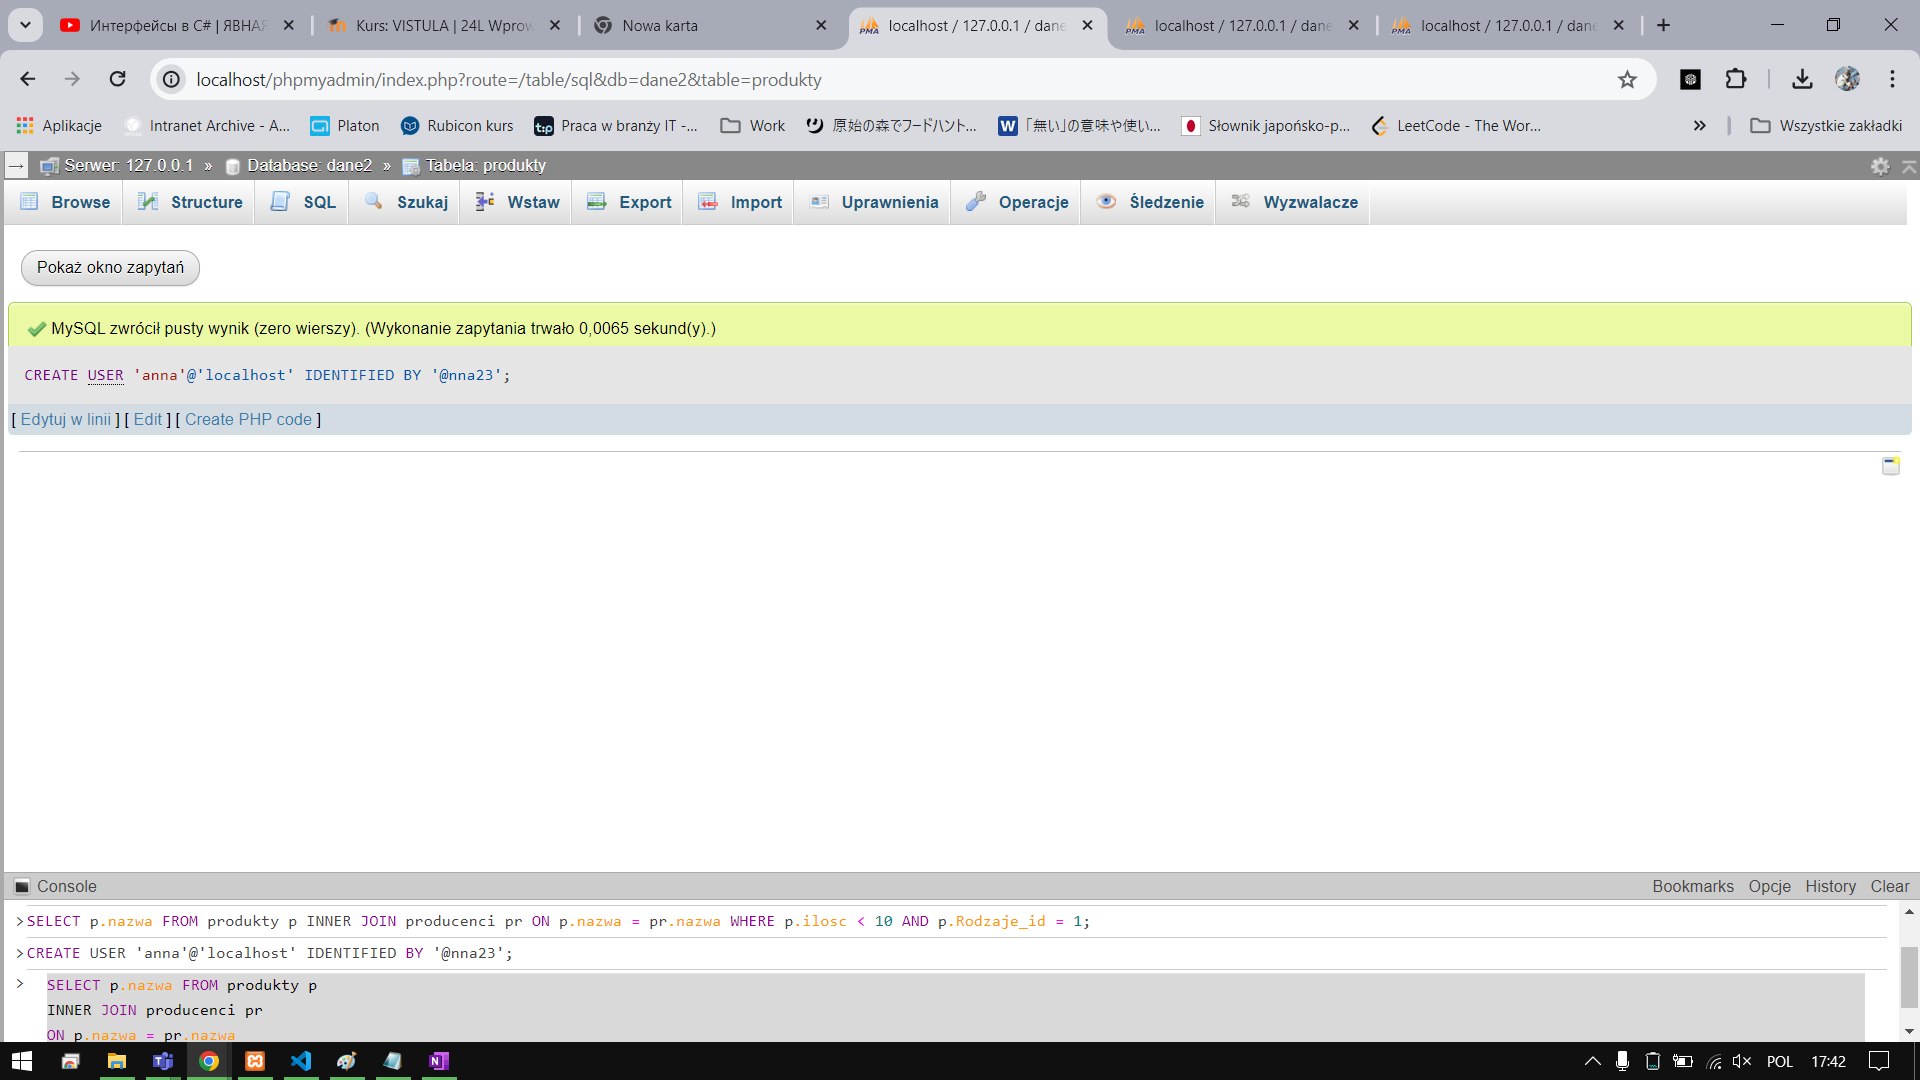 Интерфейсы в C# | ЯВНАЯ
Kurs: VISTULA | 24L Wprow
Nowa karta
localhost / 127.0.0.1 / dane
localhost / 127.0.0.1 / dane
localhost / 127.0.0.1 / dane
localhost/phpmyadmin/index.php?route=/table/sql&db=dane2&table=produkty
Aplikacje
Intranet Archive - A...
Platon
Rubicon kurs
t:p
Praca w branży IT -...
Work
原始の森でフードハント...
W
「無い」の意味や使い...
Słownik japońsko-p...
LeetCode - The Wor...
»
Wszystkie zakładki
Serwer: 127.0.0.1 » Database: dane2 » Tabela: produkty
Browse
Structure
SQL
Szukaj
Wstaw
Export
Import
Uprawnienia
Operacje
Śledzenie
Wyzwalacze
Pokaż okno zapytań
MySQL zwrócił pusty wynik (zero wierszy). (Wykonanie zapytania trwało 0,0065 sekund(y).)
CREATE USER 'anna'@'localhost' IDENTIFIED BY '@nna23';
[ Edytuj w linii ] [ Edit ] [ Create PHP code ]
Console
Bookmarks Opcje History Clear
>SELECT p.nazwa FROM produkty p INNER JOIN producenci pr ON p.nazwa = pr.nazwa WHERE p.ilosc < 10 AND p.Rodzaje_id = 1;
>CREATE USER 'anna'@'localhost' IDENTIFIED BY '@nna23';
> SELECT p.nazwa FROM produkty p
INNER JOIN producenci pr
ON p.nazwa = pr.nazwa
POL
17:42